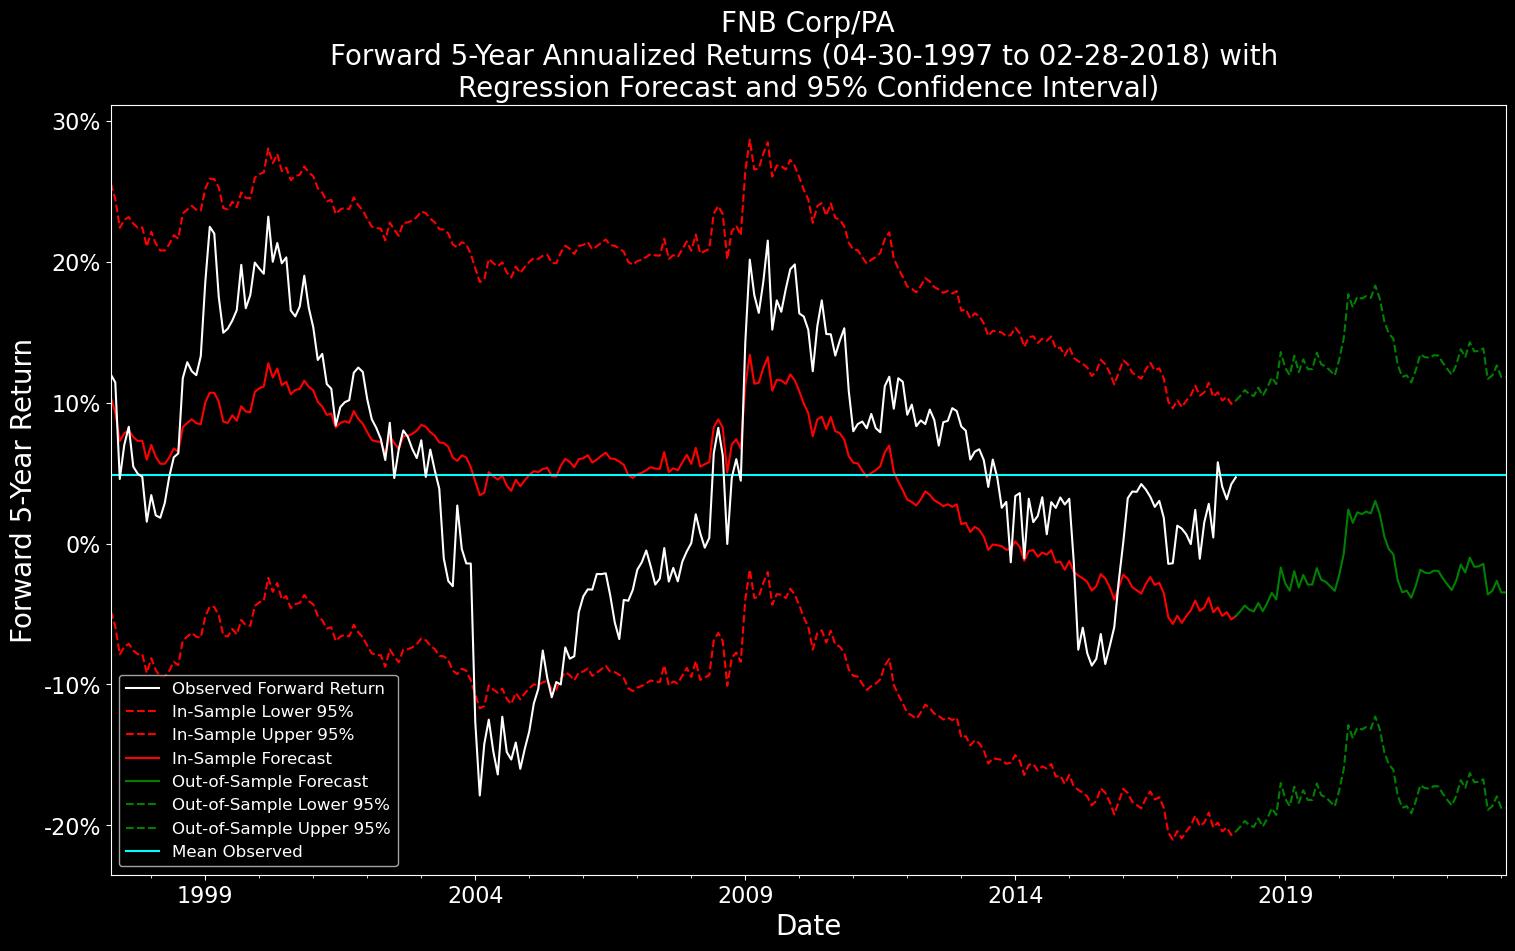 FNB Corp/PA
Forward 5-Year Annualized Returns (04-30-1997 to 02-28-2018) with
Regression Forecast and 95% Confidence Interval)
Forward 5-Year Return
30%
20%
10%
0%
-10%
-20%
Observed Forward Return
In-Sample Lower 95%
In-Sample Upper 95%
In-Sample Forecast
Out-of-Sample Forecast
Out-of-Sample Lower 95%
Out-of-Sample Upper 95%
Mean Observed
1999
2004
2009
2014
2019
Date